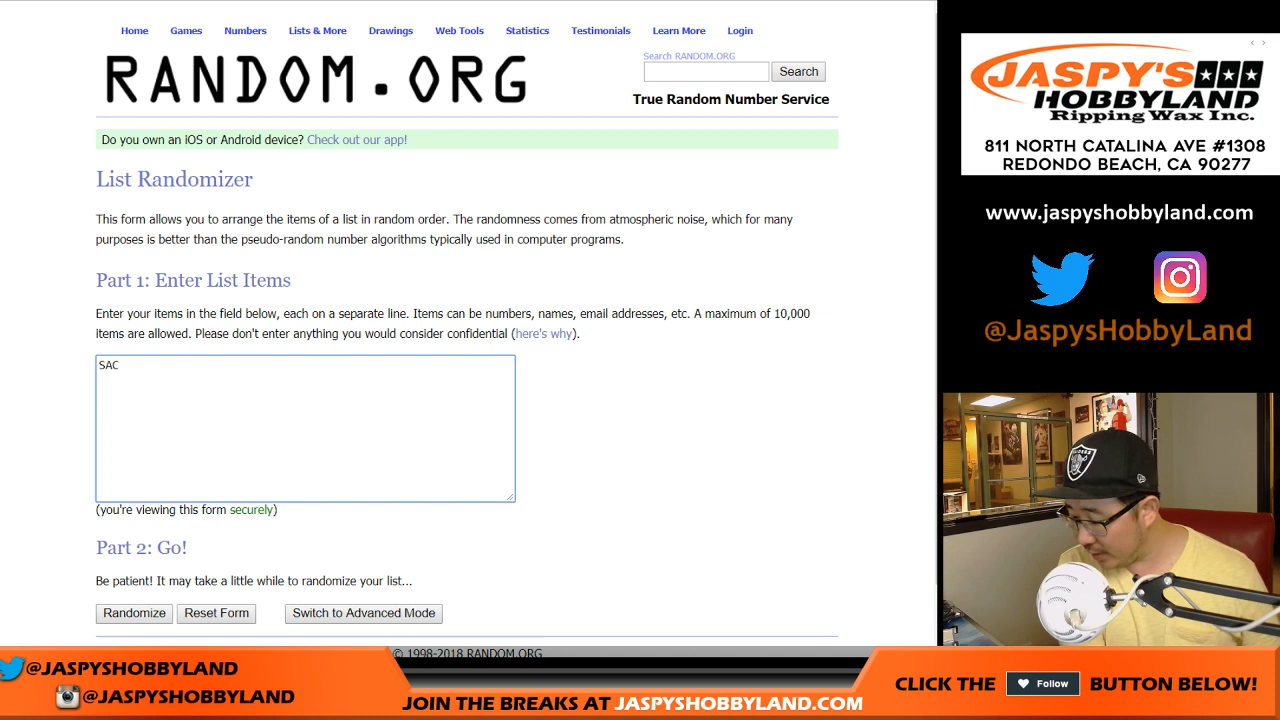 Home Games Numbers Lists & More Drawings Web Tools Statistics Testimonials Learn More Login
RANDOM.ORG
Search RANDOM.ORG
Search
True Random Number Service
Do you own an iOS or Android device? Check out our app!
List Randomizer
This form allows you to arrange the items of a list in random order. The randomness comes from atmospheric noise, which for many
purposes is better than the pseudo-random number algorithms typically used in computer programs.
Part 1: Enter List Items
Enter your items in the field below, each on a separate line. Items can be numbers, names, email addresses, etc. A maximum of 10,000
items are allowed. Please don't enter anything you would consider confidential (here's why).
SAC
(you're viewing this form securely)
Part 2: Go!
Be patient! It may take a little while to randomize your list...
Randomize Reset Form Switch to Advanced Mode
© 1998-2018 RANDOM.ORG
JASPY'S
HOBBYLAND
Ripping Wax Inc.
811 NORTH CATALINA AVE #1308
REDONDO BEACH, CA 90277
www.jaspyshobbyland.com
@JaspysHobbyLand
RAIDERS
@JASPYSHOBBYLAND
@JASPYSHOBBYLAND
JOIN THE BREAKS AT JASPYSHOBBYLAND.COM
CLICK THE Follow BUTTON BELOW!